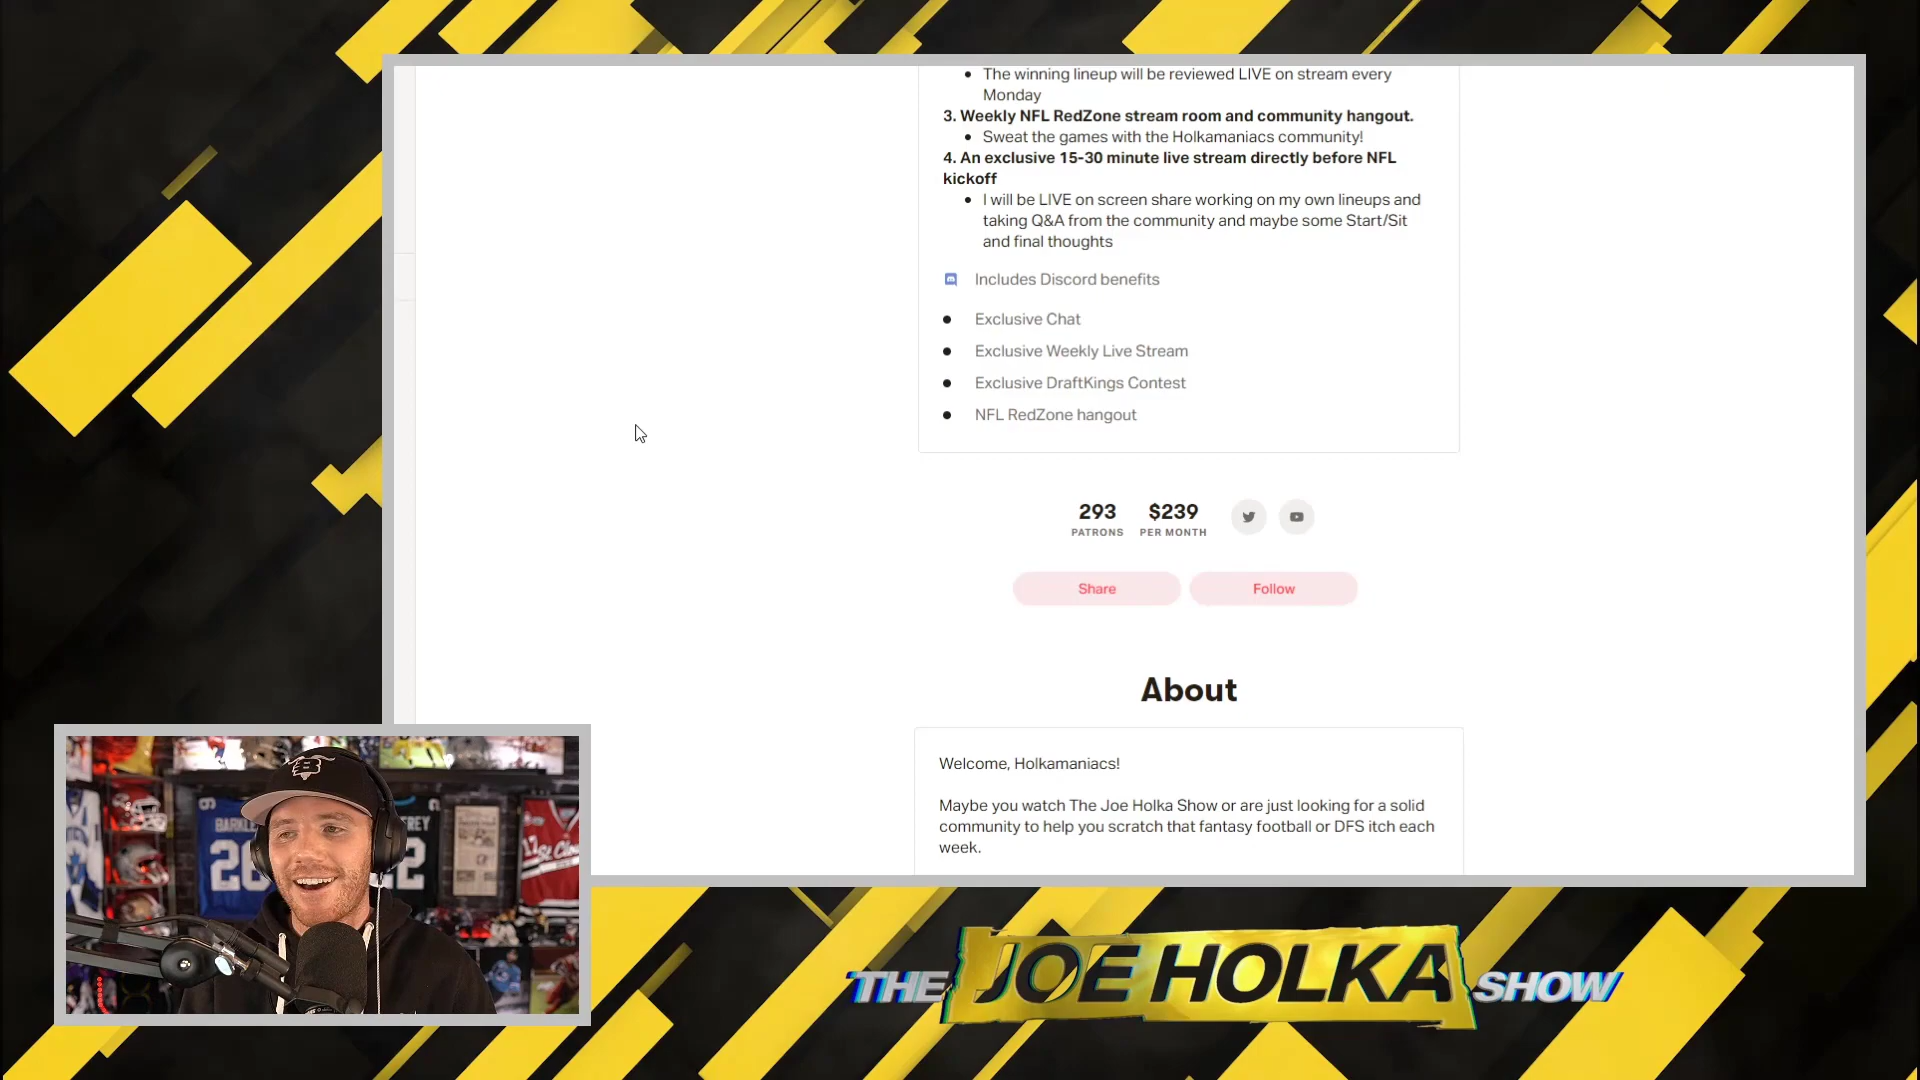 The winning lineup will be reviewed LIVE on stream every
Monday
3. Weekly NFL RedZone stream room and community hangout.
Sweat the games with the Holkamaniacs community!
4. An exclusive 15-30 minute live stream directly before NFL
kickoff
I will be LIVE on screen share working on my own lineups and
taking Q&A from the community and maybe some Start/Sit
and final thoughts
Includes Discord benefits
Exclusive Chat
Exclusive Weekly Live Stream
Exclusive DraftKings Contest
NFL RedZone hangout
293 $239
PATRONS PER MONTH
Share Follow
About
Welcome, Holkamaniacs!
Maybe you watch The Joe Holka Show or are just looking for a solid
community to help you scratch that fantasy football or DFS itch each
week.
B
26
THE JOE HOLKA SHOW